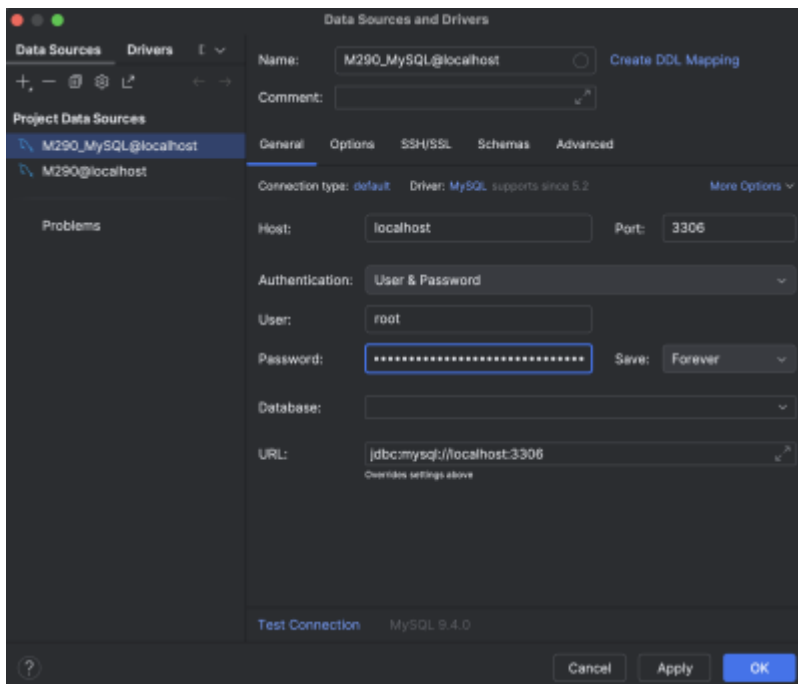 Data Sources and Drivers
Data Sources Drivers
Project Data Sources
M290_MySQL@localhost
M290@localhost
Problems
Name: M290_MySQL@localhost Create DDL Mapping
Comment:
General Options SSH/SSL Schemas Advanced
Connection type: default Driver: MySQL supports since 5.2 More Options
Host: localhost Port: 3306
Authentication: User & Password
User: root
Password: •••••••••••••••••••••••••••••• Save: Forever
Database:
URL: jdbc:mysql://localhost:3306
Overrides settings above
Test Connection MySQL 9.4.0
? Cancel Apply OK